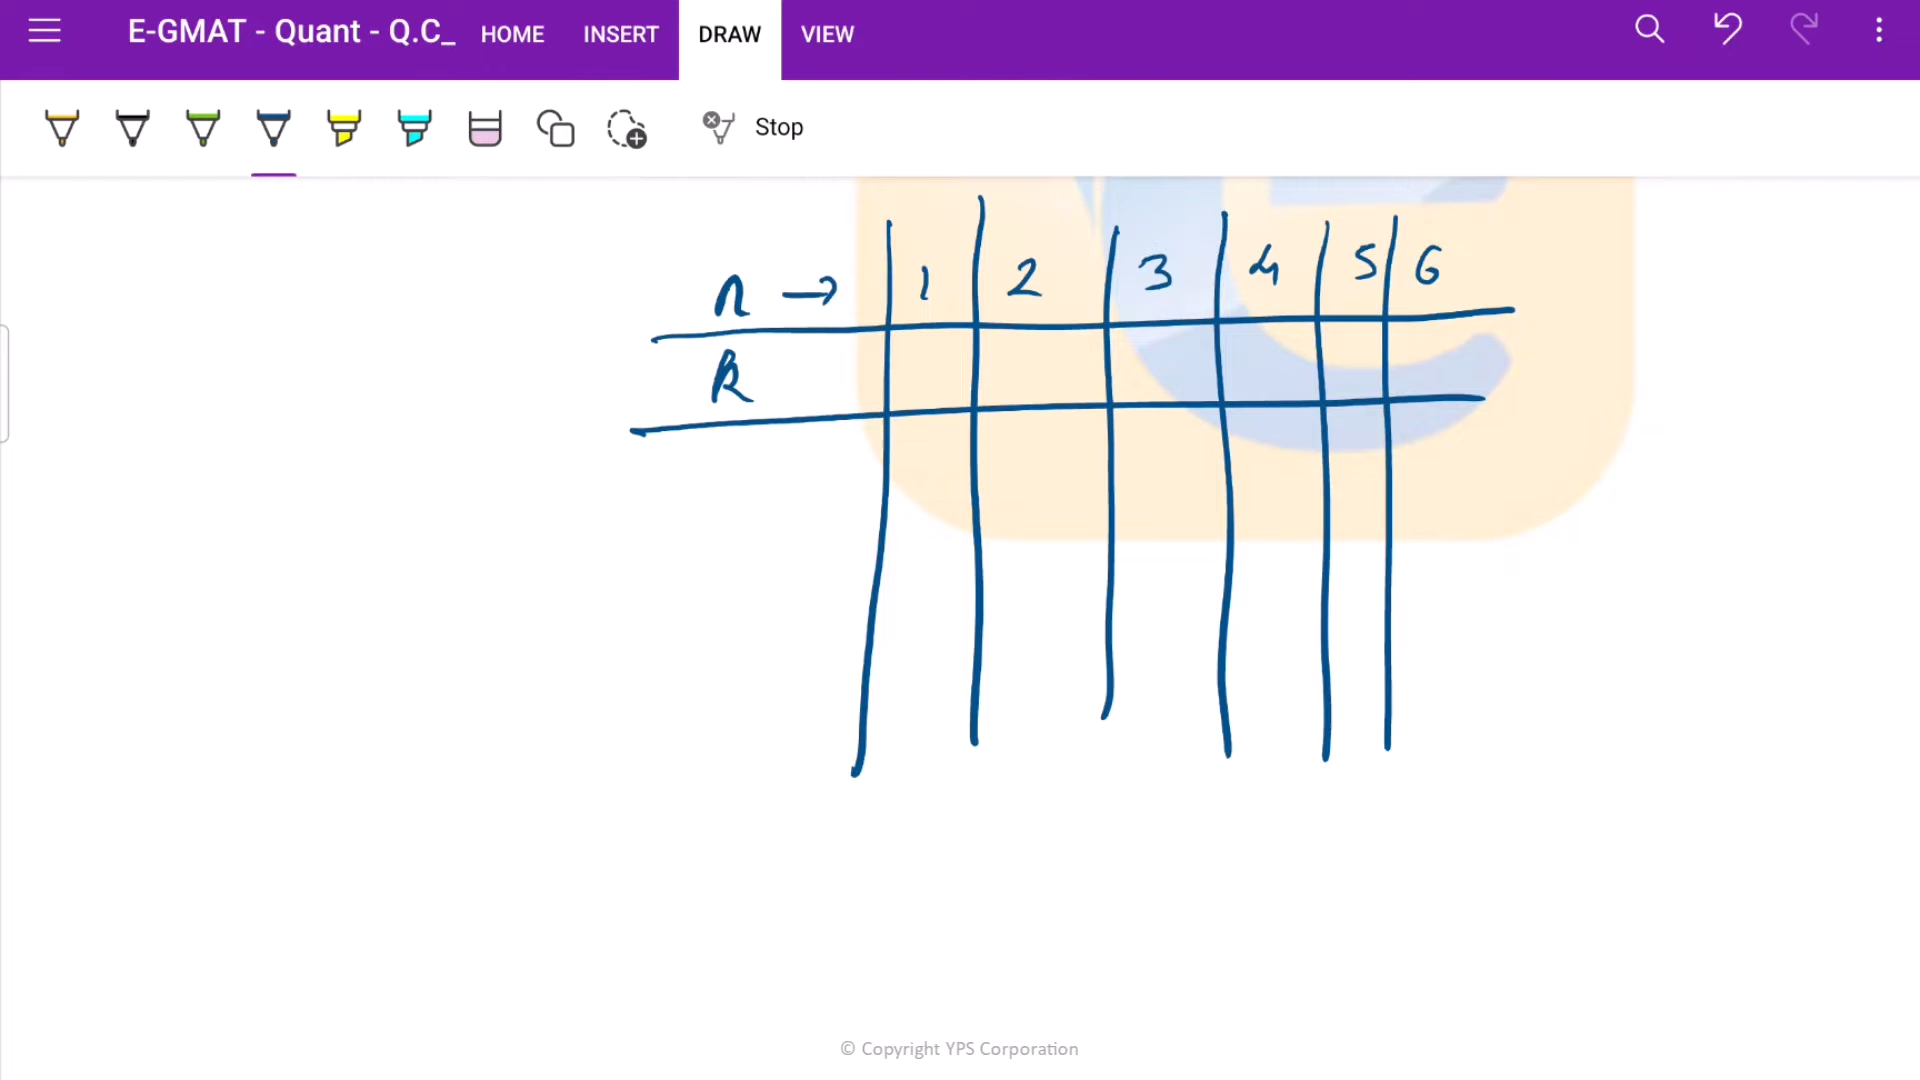 E-GMAT - Quant - Q.C_ HOME INSERT DRAW VIEW
Stop
n → 1 2 3 4 5 6
R
© Copyright YPS Corporation